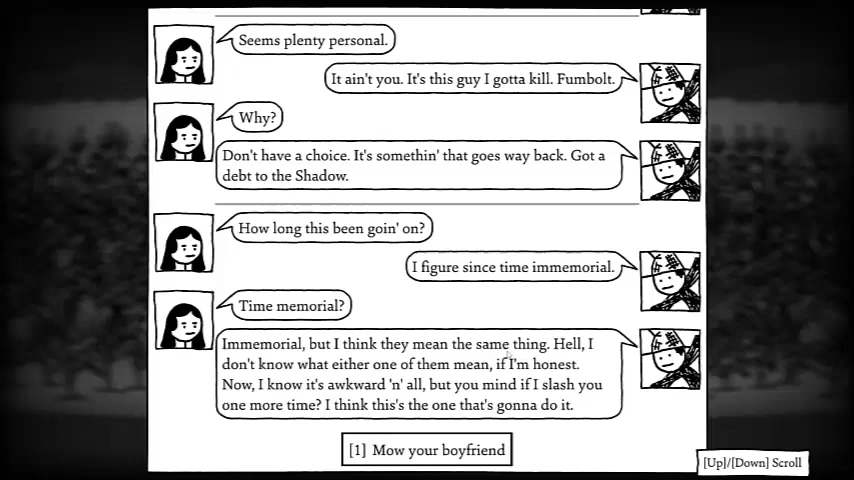 Seems plenty personal.
It ain't you. It's this guy I gotta kill. Fumbolt.
Why?
Don't have a choice. It's somethin' that goes way back. Got a
debt to the Shadow.
How long this been goin' on?
I figure since time immemorial.
Time memorial?
Immemorial, but I think they mean the same thing. Hell, I
don't know what either one of them mean, if I'm honest.
Now, I know it's awkward 'n' all, but you mind if I slash you
one more time? I think this's the one that's gonna do it.
[1] Mow your boyfriend
[Up]/[Down] Scroll